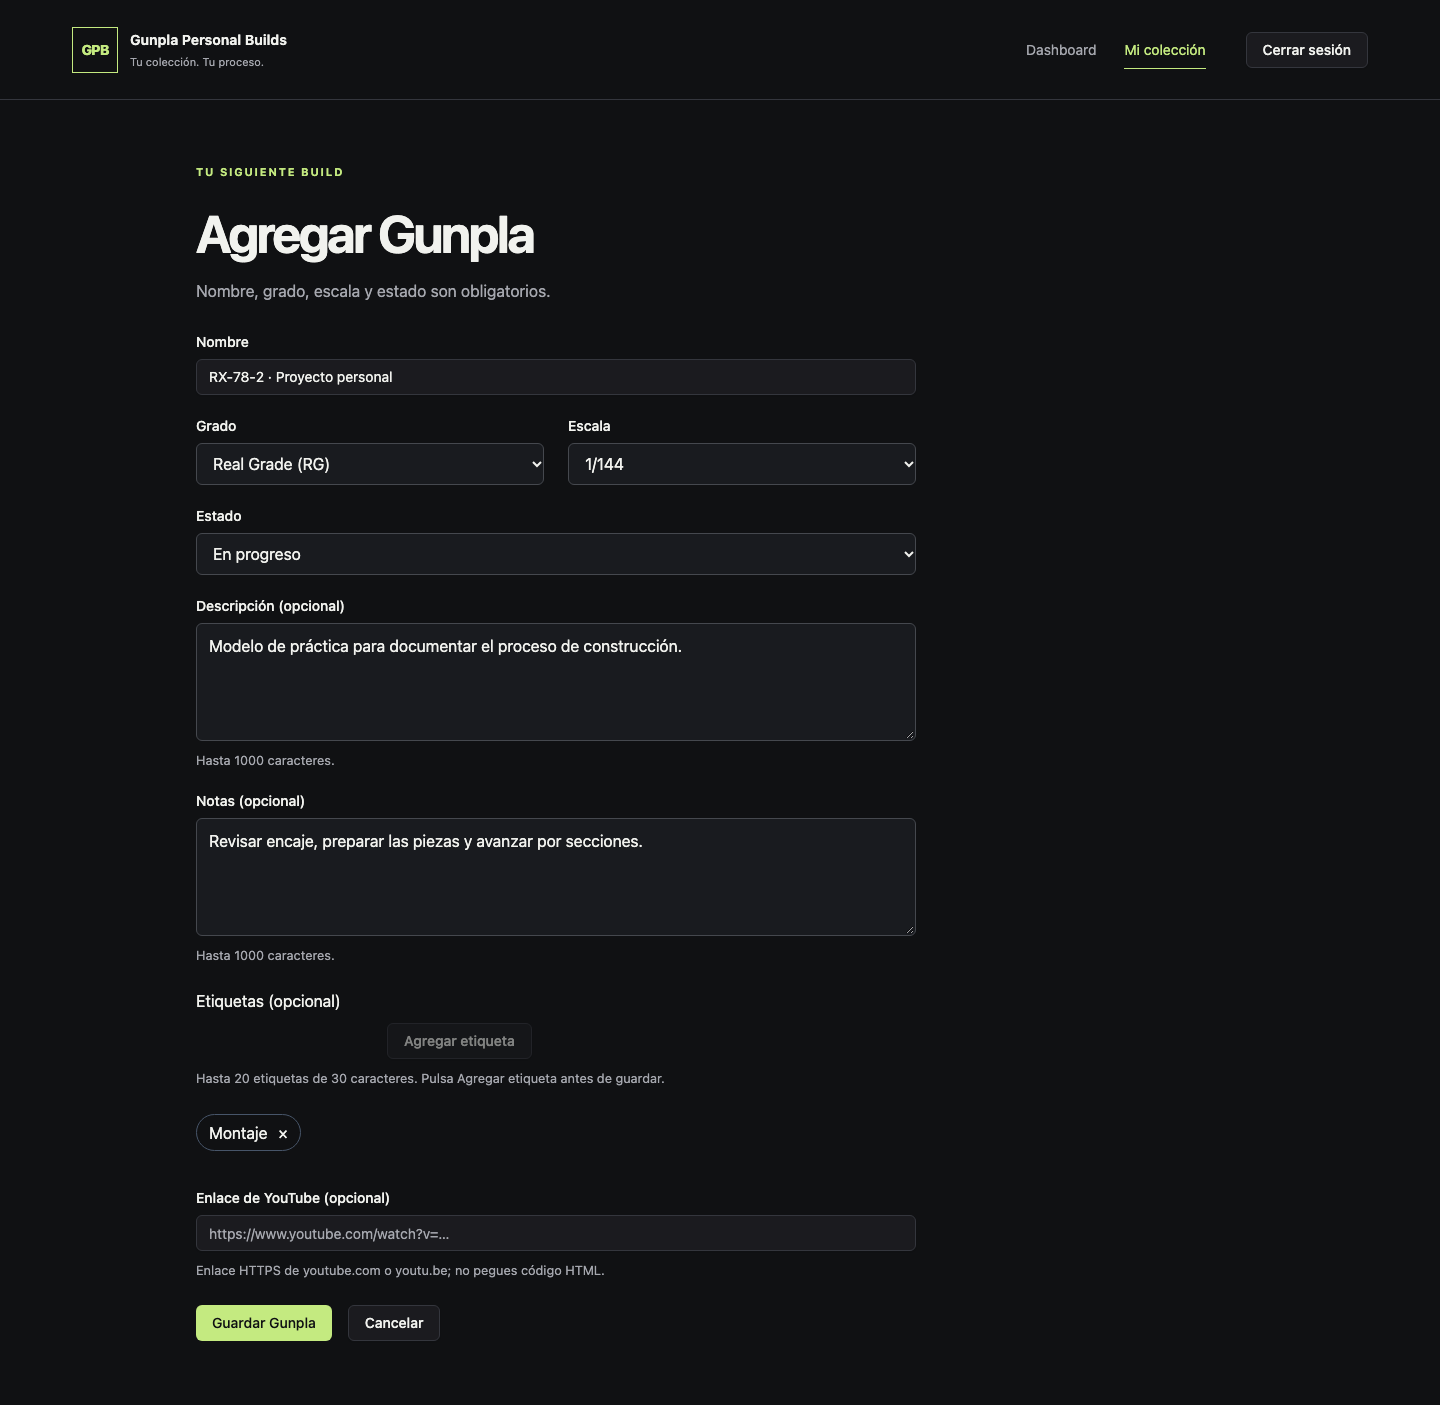 GPB
Gunpla Personal Builds
Tu colección. Tu proceso.
Dashboard
Mi colección
Cerrar sesión
TU SIGUIENTE BUILD
Agregar Gunpla
Nombre, grado, escala y estado son obligatorios.
Nombre
RX-78-2 · Proyecto personal
Grado
Escala
Real Grade (RG)
1/144
Estado
En progreso
Descripción (opcional)
Modelo de práctica para documentar el proceso de construcción.
Hasta 1000 caracteres.
Notas (opcional)
Revisar encaje, preparar las piezas y avanzar por secciones.
Hasta 1000 caracteres.
Etiquetas (opcional)
Agregar etiqueta
Hasta 20 etiquetas de 30 caracteres. Pulsa Agregar etiqueta antes de guardar.
Montaje ×
Enlace de YouTube (opcional)
https://www.youtube.com/watch?v=...
Enlace HTTPS de youtube.com o youtu.be; no pegues código HTML.
Guardar Gunpla
Cancelar